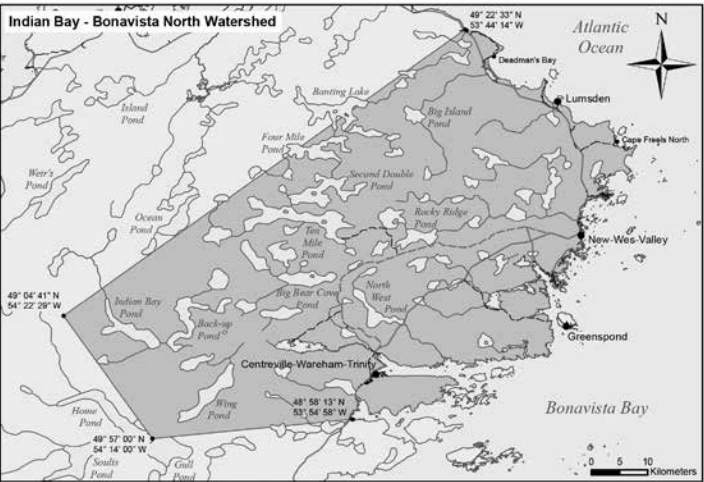 Indian Bay - Bonavista North Watershed
49° 22' 33" N
53° 44' 14" W
Atlantic
Ocean
N
Deadman's Bay
Banting Lake
Island
Pond
Big Island
Pond
Lumsden
Four Mile
Pond
Cape Freels North
Weir's
Pond
Second Double
Pond
Ocean
Pond
Rocky Ridge
Pond
Ten
Mile
Pond
New-Wes-Valley
49° 04' 41" N
54° 22' 29" W
Indian Bay
Pond
Big Bear Cave
Pond
North
West
Pond
Back-up
Pond
Greenspond
Centreville-Wareham-Trinity
48° 58' 13" N
53° 54' 58" W
Wing
Pond
Home
Pond
Bonavista Bay
49° 57' 00" N
54° 14' 00" W
Soulis
Pond
Gull
Pond
0 5 10
Kilometers